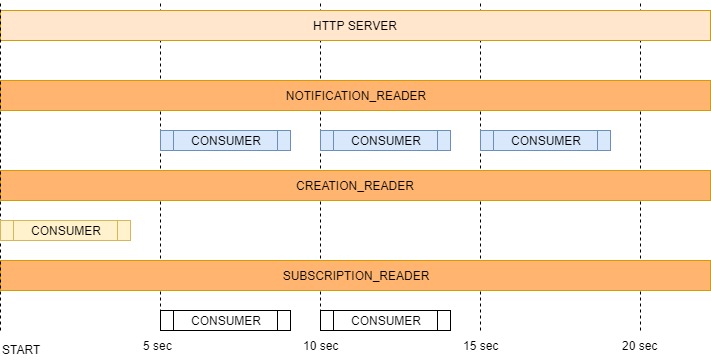 HTTP SERVER
NOTIFICATION_READER
CONSUMER CONSUMER CONSUMER
CREATION_READER
CONSUMER
SUBSCRIPTION_READER
CONSUMER CONSUMER
START 5 sec 10 sec 15 sec 20 sec